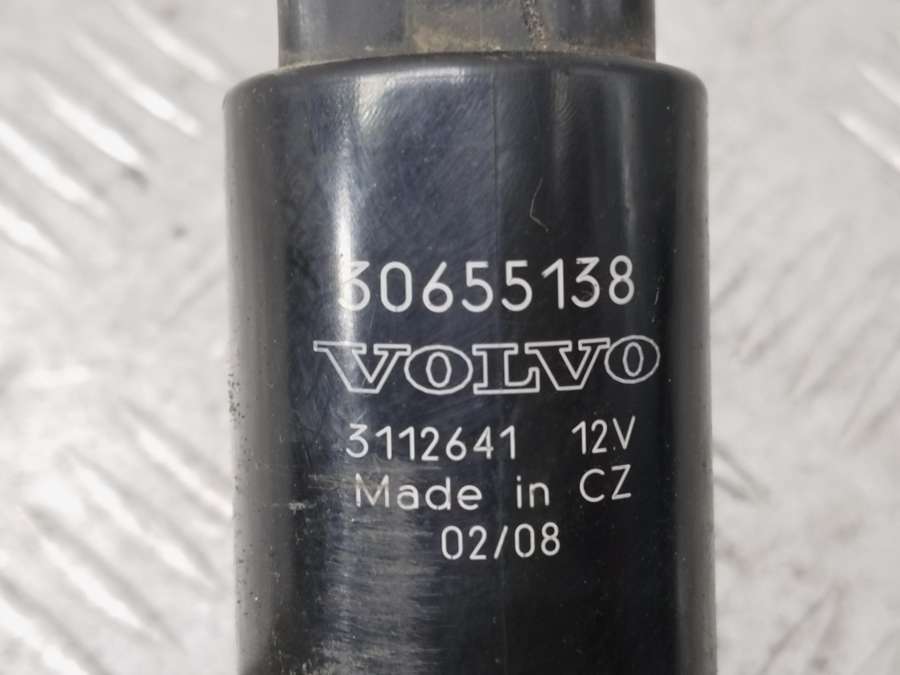 30655138
VOLVO
3112641 12V
Made in CZ
02/08